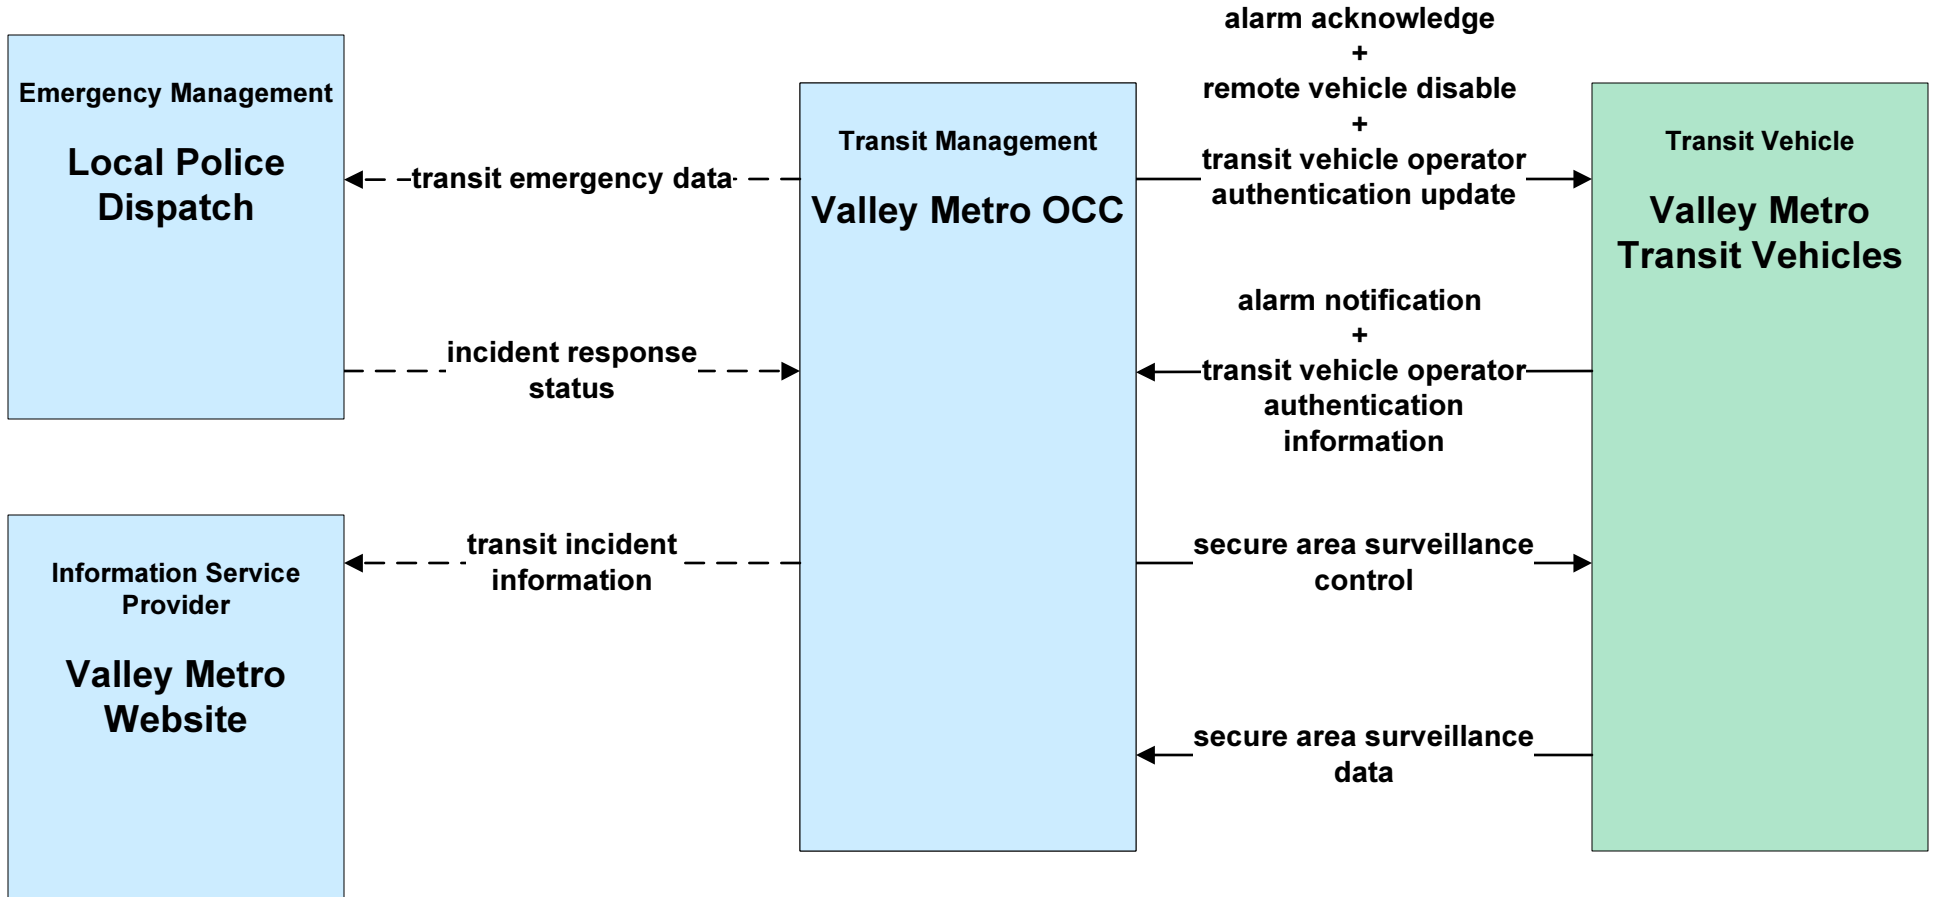 Emergency Management
Local Police
Dispatch
transit emergency data
incident response
status
Information Service
Provider
Valley Metro
Website
transit incident
information
Transit Management
Valley Metro OCC
alarm acknowledge
+
remote vehicle disable
+
transit vehicle operator
authentication update
alarm notification
+
transit vehicle operator
authentication
information
secure area surveillance
control
secure area surveillance
data
Transit Vehicle
Valley Metro
Transit Vehicles